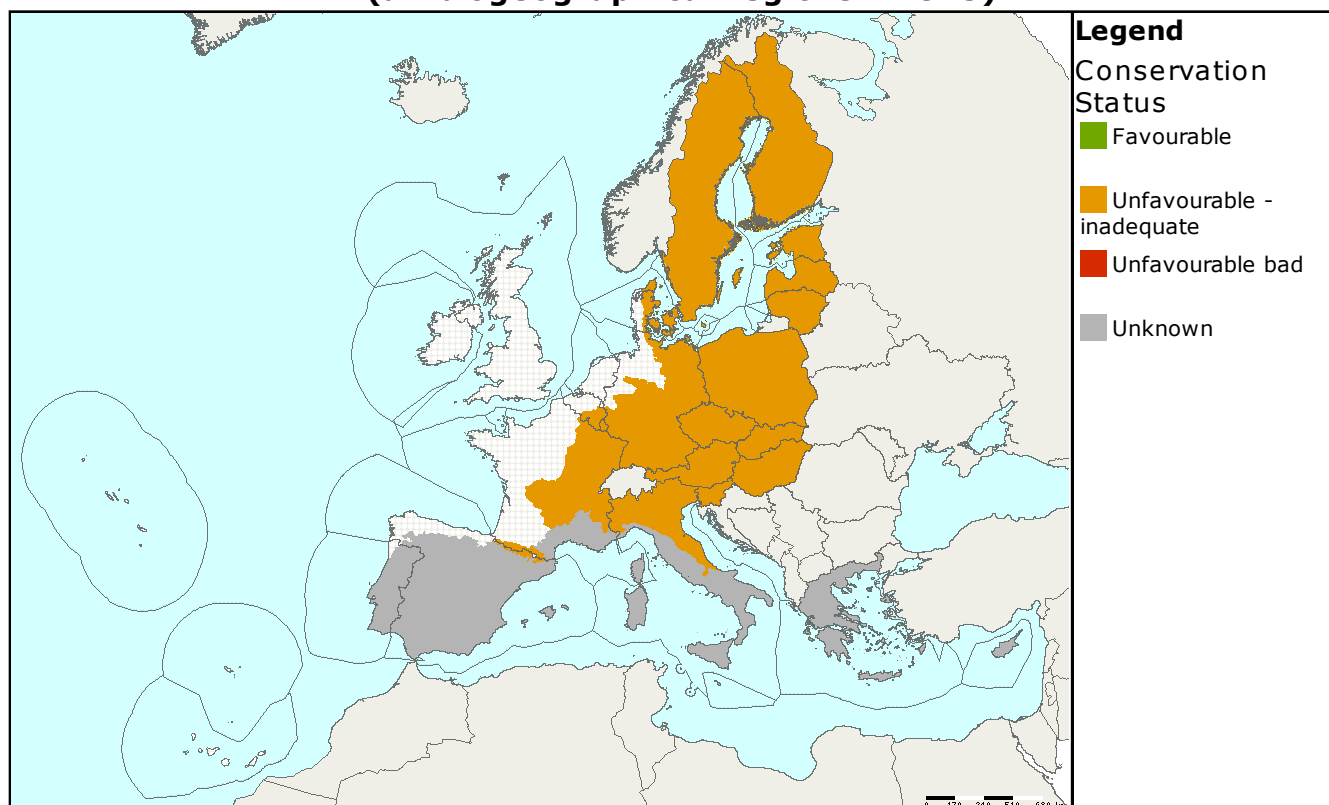 Legend
Conservation
Status
Favourable
Unfavourable -
inadequate
Unfavourable bad
Unknown